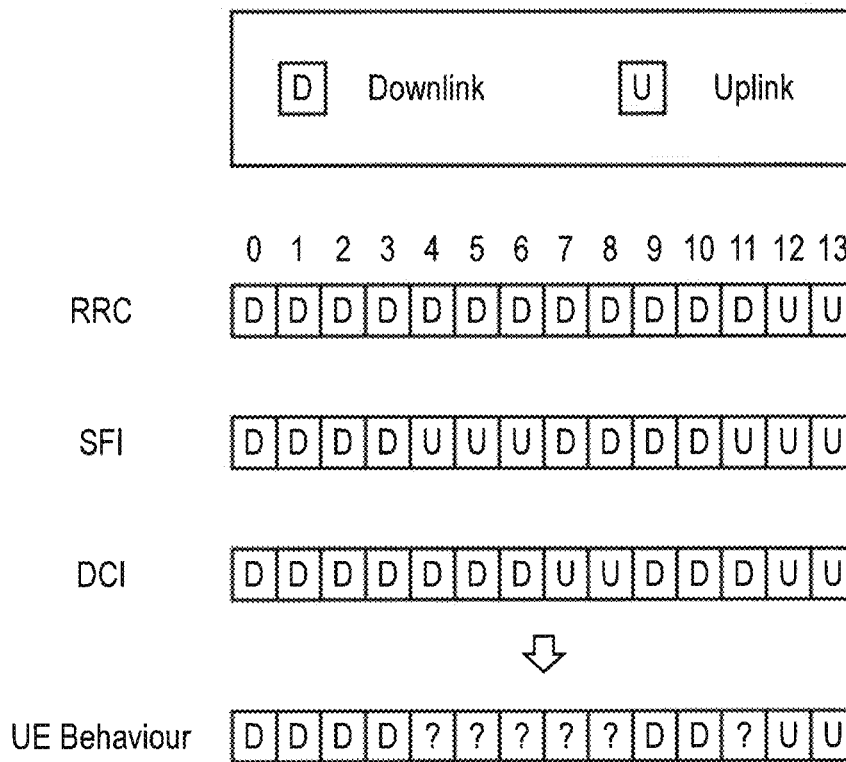 D Downlink U Uplink
0 1 2 3 4 5 6 7 8 9 10 11 12 13
RRC D D D D D D D D D D D D U U
SFI D D D D U U U D D D D U U U
DCI D D D D D D D U U D D D U U
UE Behaviour D D D D ? ? ? ? ? D D ? U U